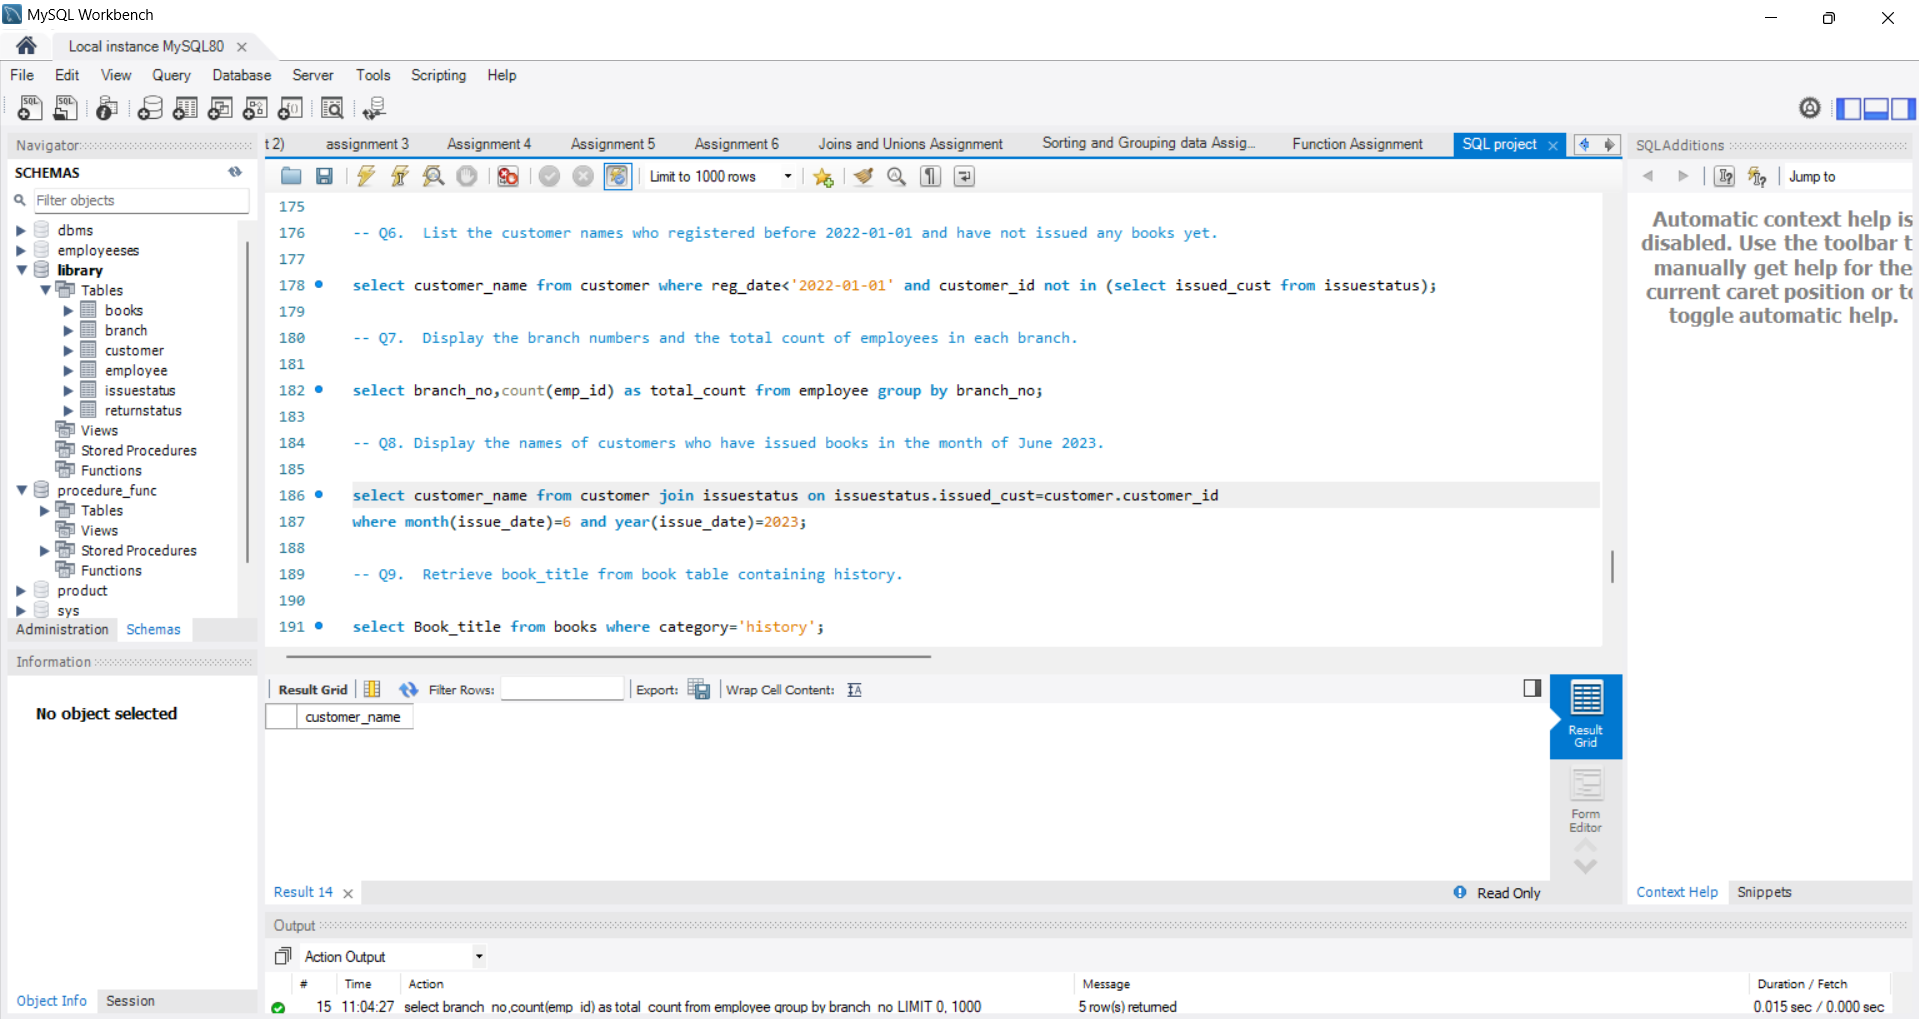 MySQL Workbench
Local instance MySQL80
File Edit View Query Database Server Tools Scripting Help
Navigator
SCHEMAS
Filter objects
dbms
employeeses
library
Tables
books
branch
customer
employee
issuestatus
returnstatus
Views
Stored Procedures
Functions
procedure_func
Tables
Views
Stored Procedures
Functions
product
sys
Administration Schemas
Information
No object selected
Object Info Session
t 2) assignment 3 Assignment 4 Assignment 5 Assignment 6 Joins and Unions Assignment Sorting and Grouping data Assig... Function Assignment SQL project
Limit to 1000 rows
175
176 -- Q6. List the customer names who registered before 2022-01-01 and have not issued any books yet.
177
178 select customer_name from customer where reg_date<'2022-01-01' and customer_id not in (select issued_cust from issuestatus);
179
180 -- Q7. Display the branch numbers and the total count of employees in each branch.
181
182 select branch_no,count(emp_id) as total_count from employee group by branch_no;
183
184 -- Q8. Display the names of customers who have issued books in the month of June 2023.
185
186 select customer_name from customer join issuestatus on issuestatus.issued_cust=customer.customer_id
187 where month(issue_date)=6 and year(issue_date)=2023;
188
189 -- Q9. Retrieve book_title from book table containing history.
190
191 select Book_title from books where category='history';
Result Grid Filter Rows: Export: Wrap Cell Content:
customer_name
Result Grid
Form Editor
Result 14
Read Only
SQLAdditions
Jump to
Automatic context help is
disabled. Use the toolbar t
manually get help for the
current caret position or to
toggle automatic help.
Context Help Snippets
Output
Action Output
# Time Action Message Duration / Fetch
15 11:04:27 select branch_no,count(emp_id) as total_count from employee group by branch_no LIMIT 0, 1000 5 row(s) returned 0.015 sec / 0.000 sec